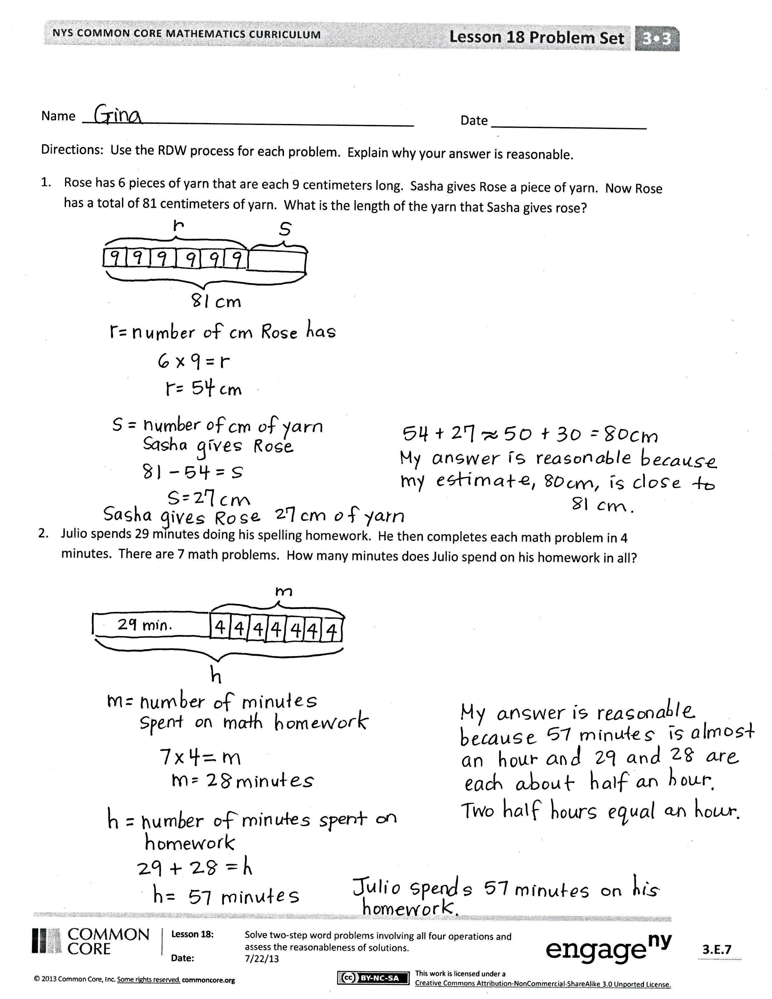 NYS COMMON CORE MATHEMATICS CURRICULUM
Lesson 18 Problem Set
3•3
Name Gina
Date
Directions: Use the RDW process for each problem. Explain why your answer is reasonable.
1. Rose has 6 pieces of yarn that are each 9 centimeters long. Sasha gives Rose a piece of yarn. Now Rose
has a total of 81 centimeters of yarn. What is the length of the yarn that Sasha gives rose?
r
s
9 9 9 9 9 9
81 cm
r = number of cm Rose has
6 x 9 = r
r = 54 cm
s = number of cm of yarn
Sasha gives Rose
81 - 54 = s
s = 27 cm
Sasha gives Rose 27 cm of yarn
54 + 27 ≈ 50 + 30 = 80cm
My answer is reasonable because
my estimate, 80cm, is close to
81 cm.
2. Julio spends 29 minutes doing his spelling homework. He then completes each math problem in 4
minutes. There are 7 math problems. How many minutes does Julio spend on his homework in all?
m
29 min. 4 4 4 4 4 4 4
h
m = number of minutes
spent on math homework
7 x 4 = m
m = 28 minutes
h = number of minutes spent on
homework
29 + 28 = h
h = 57 minutes
My answer is reasonable
because 57 minutes is almost
an hour and 29 and 28 are
each about half an hour.
Two half hours equal an hour.
Julio spends 57 minutes on his
homework.
COMMON
CORE
Lesson 18:
Solve two-step word problems involving all four operations and
assess the reasonableness of solutions.
Date:
7/22/13
engage ny
3.E.7
© 2013 Common Core, Inc. Some rights reserved. commoncore.org
cc BY-NC-SA
This work is licensed under a
Creative Commons Attribution-NonCommercial-ShareAlike 3.0 Unported License.